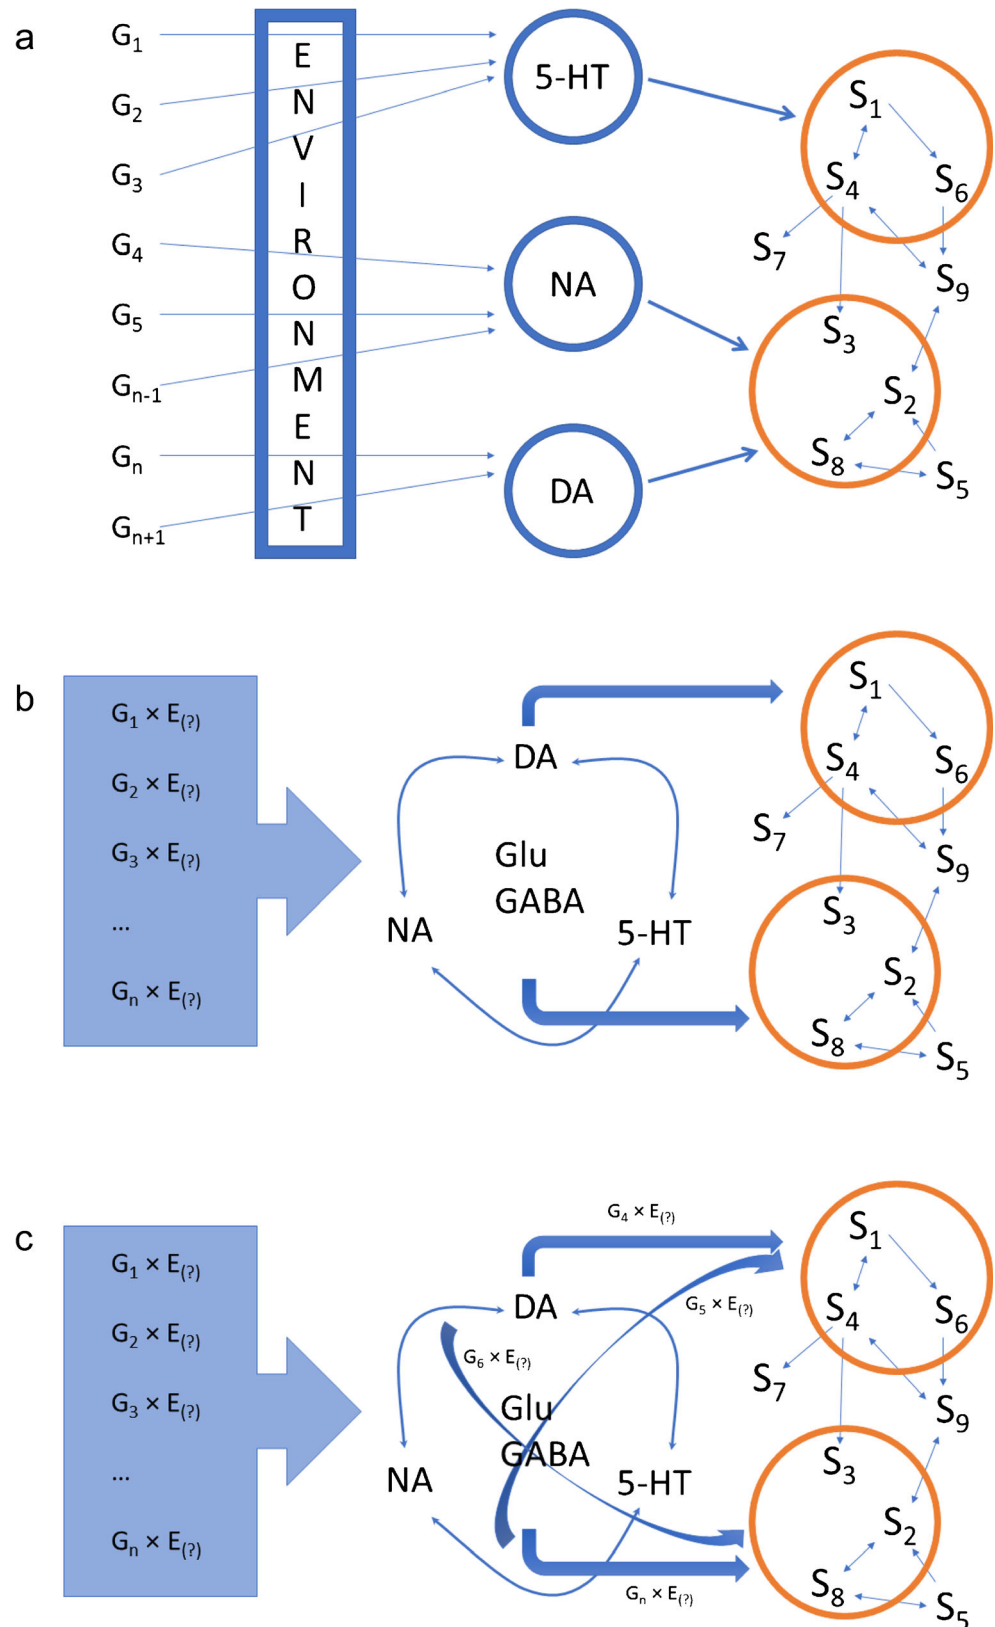 a
G1
G2
G3
G4
G5
Gn-1
Gn
Gn+1
ENVIRONMENT
5-HT
NA
DA
S1
S4
S6
S7
S9
S3
S2
S8
S5
b
G1 × E(?)
G2 × E(?)
G3 × E(?)
...
Gn × E(?)
DA
Glu
GABA
NA
5-HT
S1
S4
S6
S7
S9
S3
S2
S8
S5
c
G1 × E(?)
G2 × E(?)
G3 × E(?)
...
Gn × E(?)
G4 × E(?)
DA
G5 × E(?)
G6 × E(?)
Glu
GABA
NA
5-HT
Gn × E(?)
S1
S4
S6
S7
S9
S3
S2
S8
S5